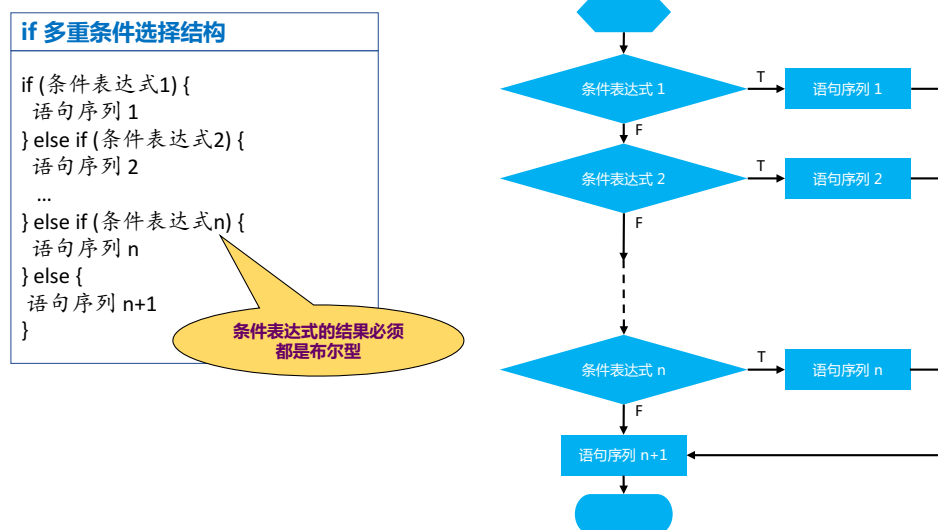 if 多重条件选择结构
if (条件表达式1) {
语句序列 1
} else if (条件表达式2) {
语句序列 2
...
} else if (条件表达式n) {
语句序列 n
} else {
语句序列 n+1
}
条件表达式的结果必须
都是布尔型
条件表达式 1
T
语句序列 1
F
条件表达式 2
T
语句序列 2
F
条件表达式 n
T
语句序列 n
F
语句序列 n+1